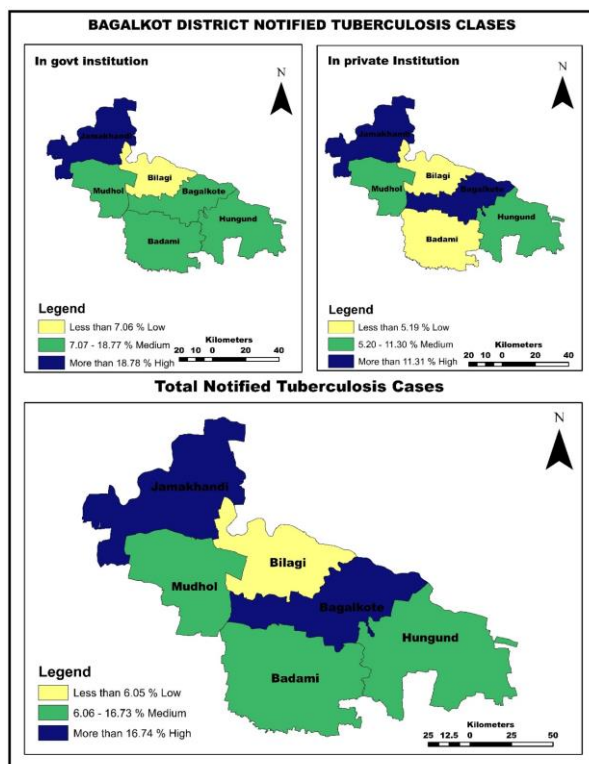 BAGALKOT DISTRICT NOTIFIED TUBERCULOSIS CLASES
In govt institution
N
Jamakhandi
Bilagi
Mudhol
Bagalkote
Hungund
Badami
Legend
Less than 7.06 % Low
7.07 - 18.77 % Medium
More than 18.78 % High
Kilometers
20 10 0 20 40
In private Institution
N
Jamakhandi
Bilagi
Mudhol
Bagalkote
Hungund
Badami
Legend
Less than 5.19 % Low
5.20 - 11.30 % Medium
More than 11.31 % High
Kilometers
20 10 0 20 40
Total Notified Tuberculosis Cases
N
Jamakhandi
Bilagi
Mudhol
Bagalkote
Hungund
Badami
Legend
Less than 6.05 % Low
6.06 - 16.73 % Medium
More than 16.74 % High
Kilometers
25 12.5 0 25 50